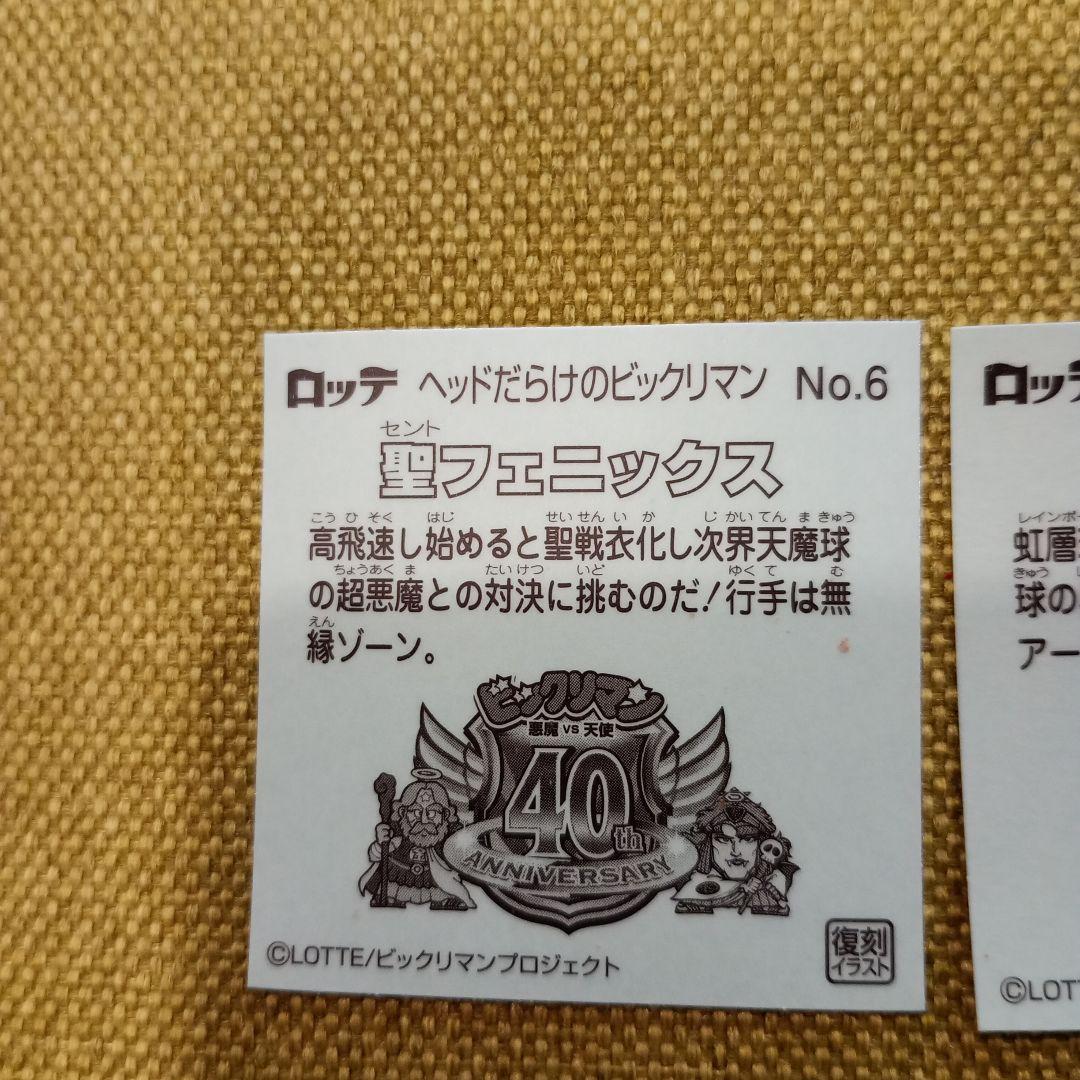 ロッテ ヘッドだらけのビックリマン No.6
セント
聖フェニックス
こう ひ そく はじ せいせん い か じ かいてん ま きゅう
高飛速し始めると聖戦衣化し次界天魔球
ちょうあく ま たいけつ いど ゆくて む
の超悪魔との対決に挑むのだ!行手は無
えん
縁ゾーン。
ビックリマン
悪魔 VS 天使
40th
ANNIVERSARY
©LOTTE/ビックリマンプロジェクト
復刻
イラスト
ロッテ
レインボー
虹層
きゅう
球の
アー
©LOT